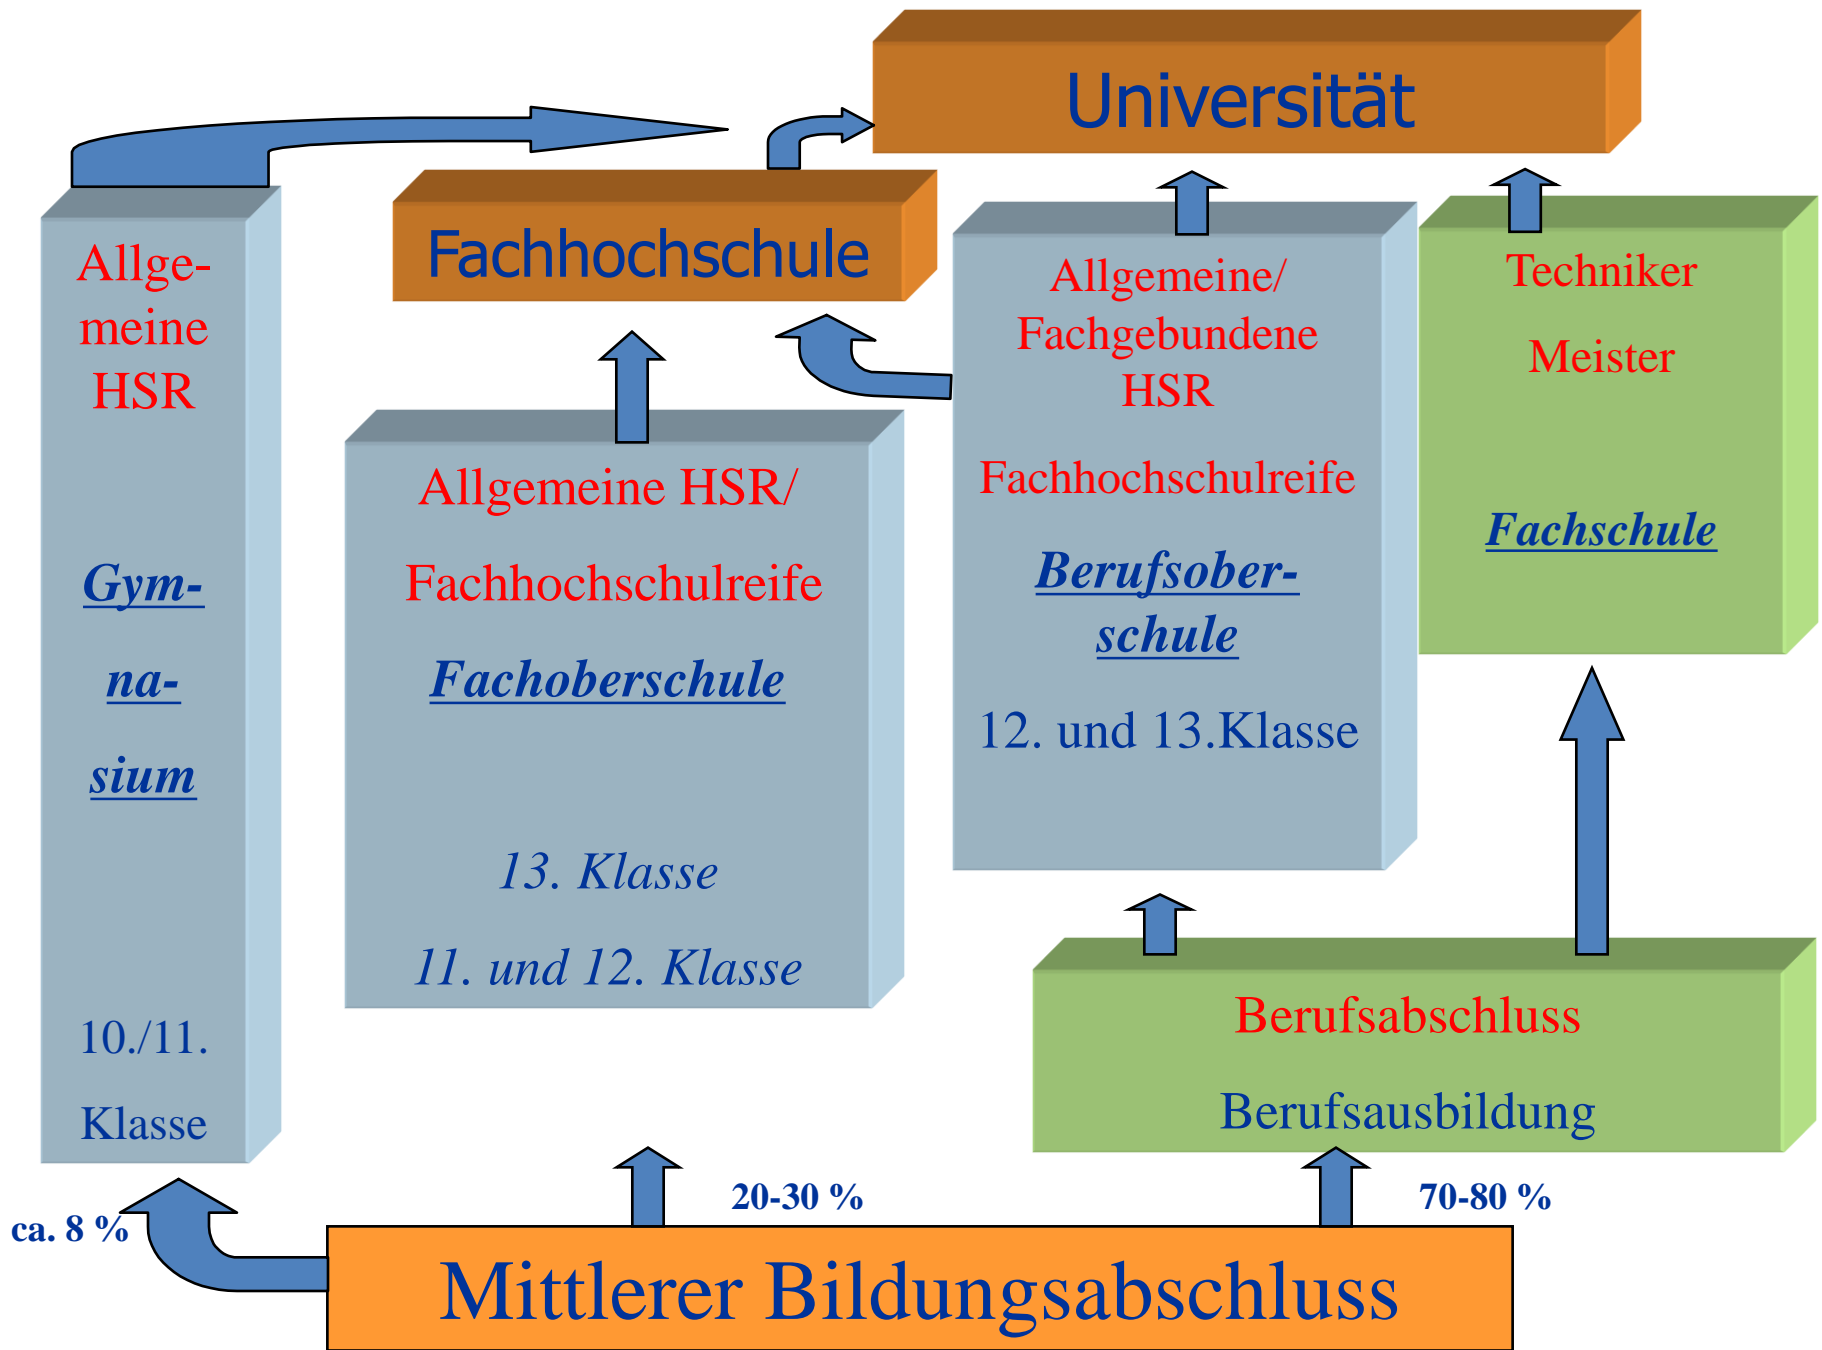 Universität
Fachhochschule
Allge-
meine
HSR
Gym-
na-
sium
10./11.
Klasse
Allgemeine HSR/
Fachhochschulreife
Fachoberschule
13. Klasse
11. und 12. Klasse
Allgemeine/
Fachgebundene
HSR
Fachhochschulreife
Berufsober-
schule
12. und 13.Klasse
Techniker
Meister
Fachschule
Berufsabschluss
Berufsausbildung
ca. 8 %
20-30 %
70-80 %
Mittlerer Bildungsabschluss